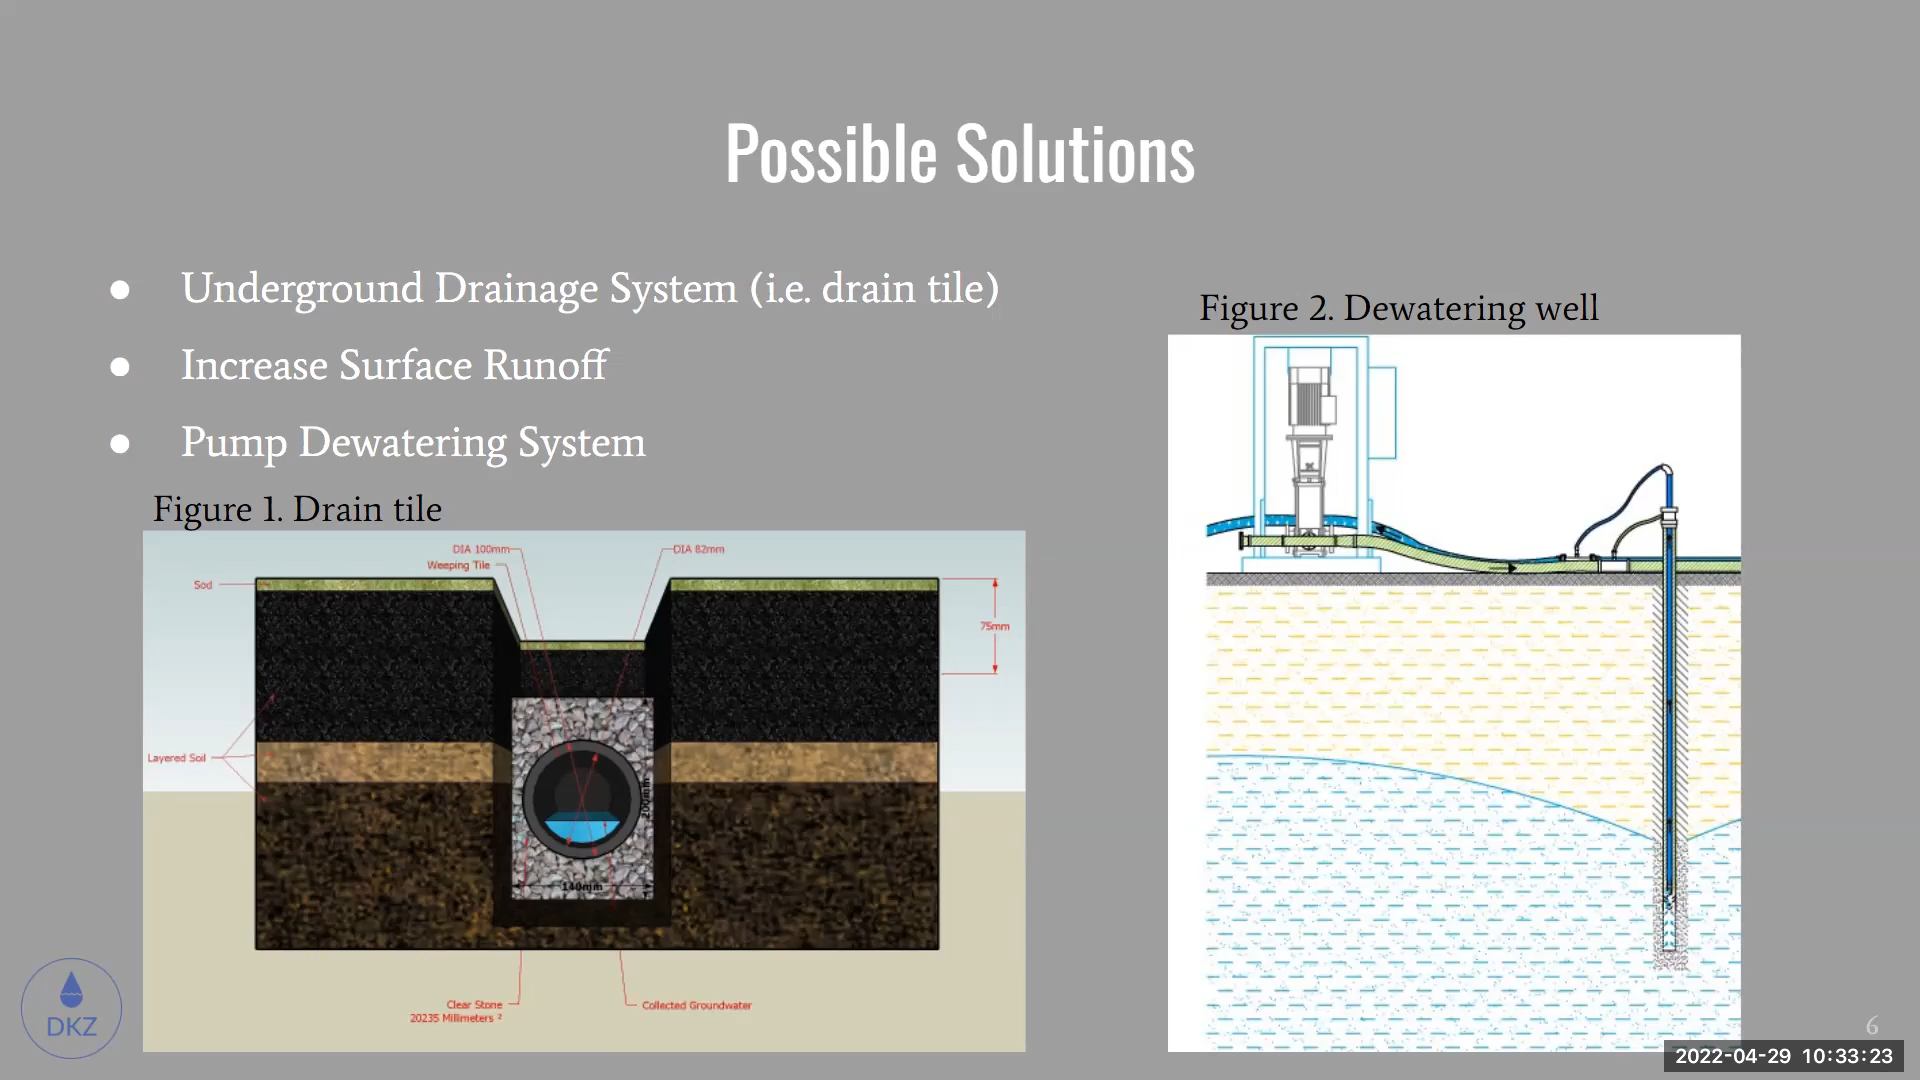 Possible Solutions
● Underground Drainage System (i.e. drain tile)
● Increase Surface Runoff
● Pump Dewatering System
Figure 1. Drain tile
DIA 100mm
DIA 82mm
Weeping Tile
Sod
75mm
Layered Soil
200mm
140mm
Clear Stone
20235 Millimeters ²
Collected Groundwater
Figure 2. Dewatering well
DKZ
6
2022-04-29 10:33:23